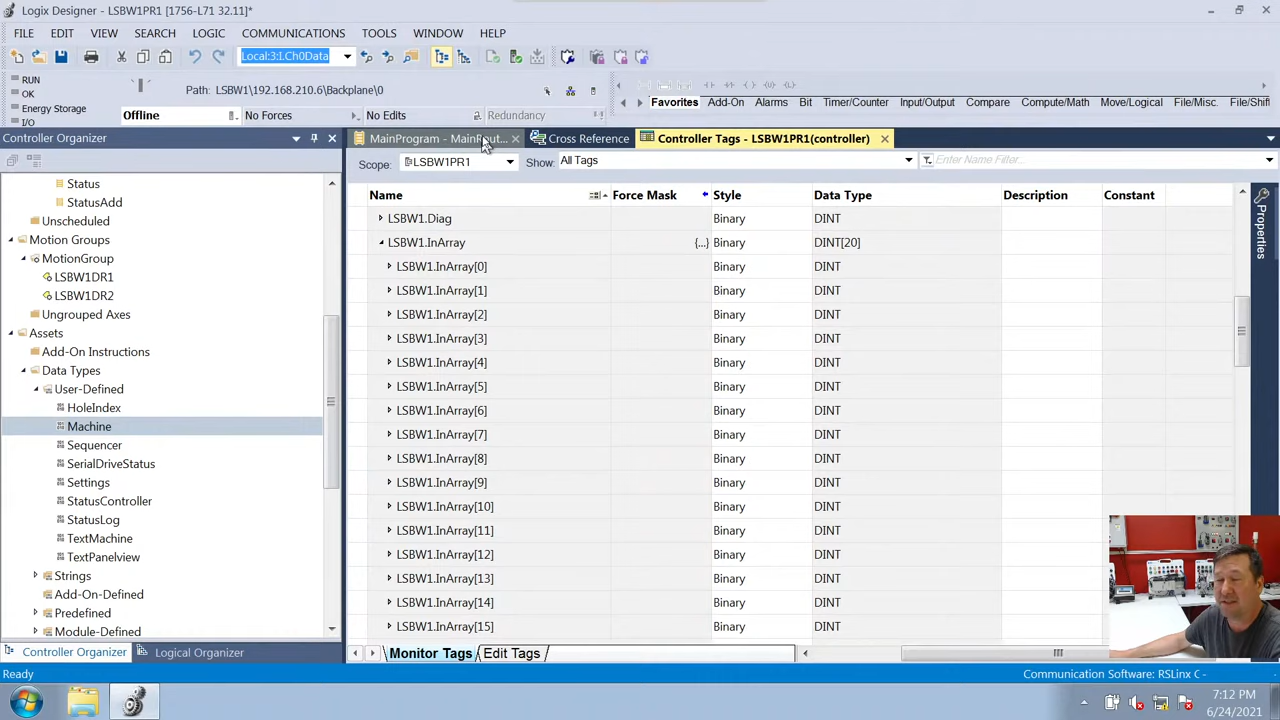 Logix Designer - LSBW1PR1 [1756-L71 32.11]*
FILE EDIT VIEW SEARCH LOGIC COMMUNICATIONS TOOLS WINDOW HELP
Local:3:I.Ch0Data
RUN
OK
Energy Storage
I/O
Path: LSBW1\192.168.210.6\Backplane\0
Offline No Forces No Edits Redundancy
Favorites Add-On Alarms Bit Timer/Counter Input/Output Compare Compute/Math Move/Logical File/Misc. File/Shift
Controller Organizer
Status
StatusAdd
Unscheduled
Motion Groups
MotionGroup
LSBW1DR1
LSBW1DR2
Ungrouped Axes
Assets
Add-On Instructions
Data Types
User-Defined
HoleIndex
Machine
Sequencer
SerialDriveStatus
Settings
StatusController
StatusLog
TextMachine
TextPanelview
Strings
Add-On-Defined
Predefined
Module-Defined
Controller Organizer Logical Organizer
MainProgram - MainRout... Cross Reference Controller Tags - LSBW1PR1(controller)
Scope: LSBW1PR1 Show: All Tags Enter Name Filter...
Name Force Mask Style Data Type Description Constant
LSBW1.Diag Binary DINT
LSBW1.InArray {...} Binary DINT[20]
LSBW1.InArray[0] Binary DINT
LSBW1.InArray[1] Binary DINT
LSBW1.InArray[2] Binary DINT
LSBW1.InArray[3] Binary DINT
LSBW1.InArray[4] Binary DINT
LSBW1.InArray[5] Binary DINT
LSBW1.InArray[6] Binary DINT
LSBW1.InArray[7] Binary DINT
LSBW1.InArray[8] Binary DINT
LSBW1.InArray[9] Binary DINT
LSBW1.InArray[10] Binary DINT
LSBW1.InArray[11] Binary DINT
LSBW1.InArray[12] Binary DINT
LSBW1.InArray[13] Binary DINT
LSBW1.InArray[14] Binary DINT
LSBW1.InArray[15] Binary DINT
Properties
Monitor Tags Edit Tags
Ready
Communication Software: RSLinx C
7:12 PM
6/24/2021